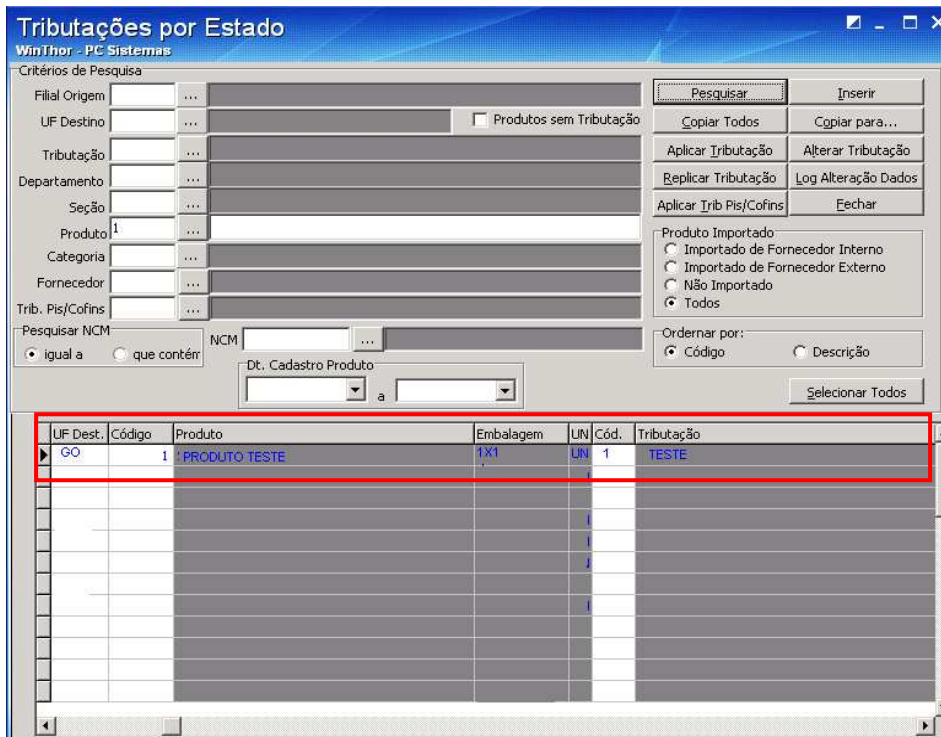 Tributações por Estado
WinThor - PC Sistemas
Critérios de Pesquisa
Filial Origem ...
UF Destino ... Produtos sem Tributação
Tributação ...
Departamento ...
Seção ...
Produto 1 ...
Categoria ...
Fornecedor ...
Trib. Pis/Cofins ...
Pesquisar Inserir
Copiar Todos Copiar para...
Aplicar Tributação Alterar Tributação
Replicar Tributação Log Alteração Dados
Aplicar Trib Pis/Cofins Fechar
Produto Importado
Importado de Fornecedor Interno
Importado de Fornecedor Externo
Não Importado
Todos
Pesquisar NCM
igual a que contém
NCM ...
Dt. Cadastro Produto
a
Ordernar por:
Código Descrição
Selecionar Todos
UF Dest. Código Produto Embalagem UN Cód. Tributação
GO 1 PRODUTO TESTE 1X1 UN 1 TESTE